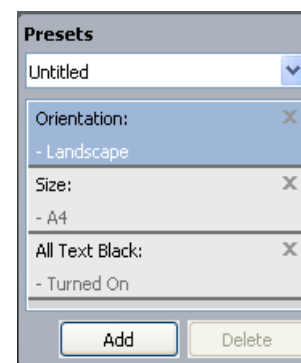 Presets
Untitled
Orientation: X
- Landscape
Size: X
- A4
All Text Black: X
- Turned On
Add Delete